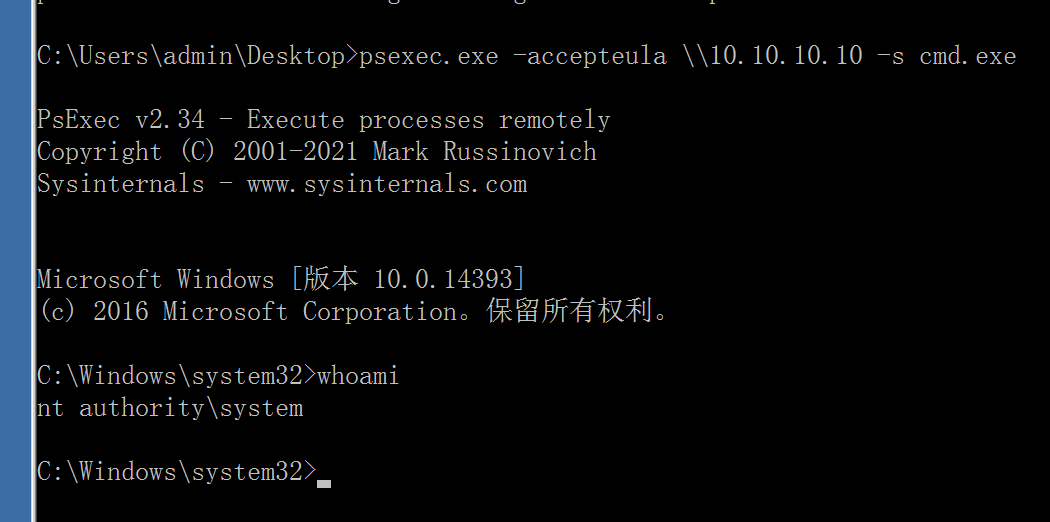 C:\Users\admin\Desktop>psexec.exe -accepteula \\10.10.10.10 -s cmd.exe
PsExec v2.34 - Execute processes remotely
Copyright (C) 2001-2021 Mark Russinovich
Sysinternals - www.sysinternals.com
Microsoft Windows [版本 10.0.14393]
(c) 2016 Microsoft Corporation。保留所有权利。
C:\Windows\system32>whoami
nt authority\system
C:\Windows\system32>